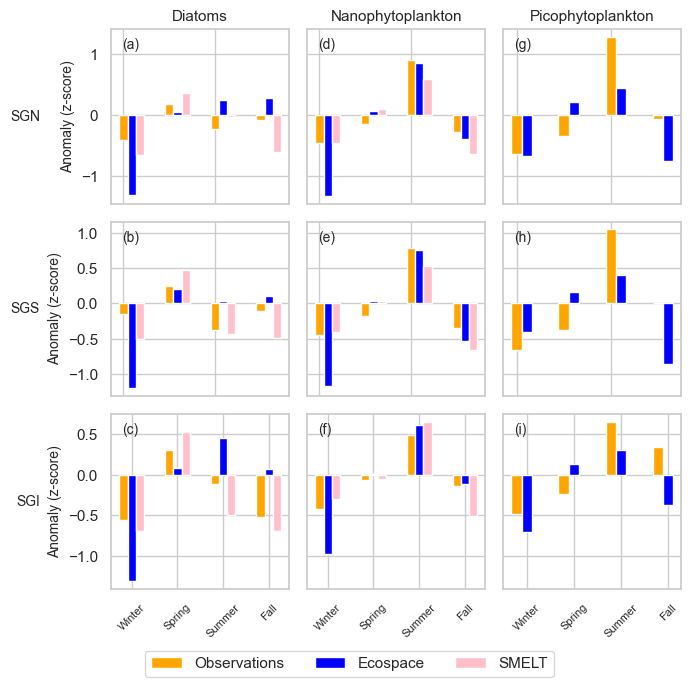 Diatoms Nanophytoplankton Picophytoplankton
(a) (d) (g)
SGN Anomaly (z-score) 1 0 −1
(b) (e) (h)
SGS Anomaly (z-score) 1.0 0.5 0.0 −0.5 −1.0
(c) (f) (i)
SGI Anomaly (z-score) 0.5 0.0 −0.5 −1.0
Winter Spring Summer Fall Winter Spring Summer Fall Winter Spring Summer Fall
Observations Ecospace SMELT